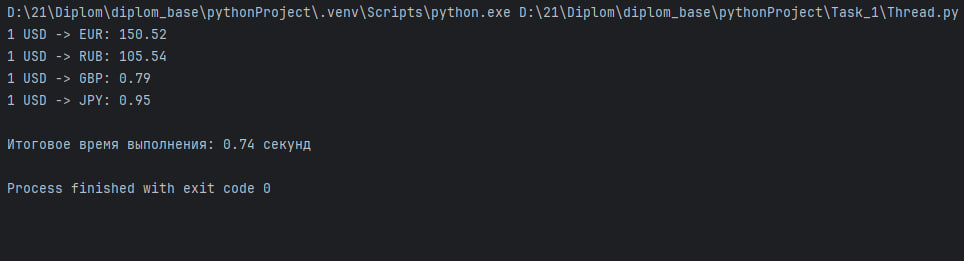 D:\21\Diplom\diplom_base\pythonProject\.venv\Scripts\python.exe D:\21\Diplom\diplom_base\pythonProject\Task_1\Thread.py
1 USD -> EUR: 150.52
1 USD -> RUB: 105.54
1 USD -> GBP: 0.79
1 USD -> JPY: 0.95
Итоговое время выполнения: 0.74 секунд
Process finished with exit code 0